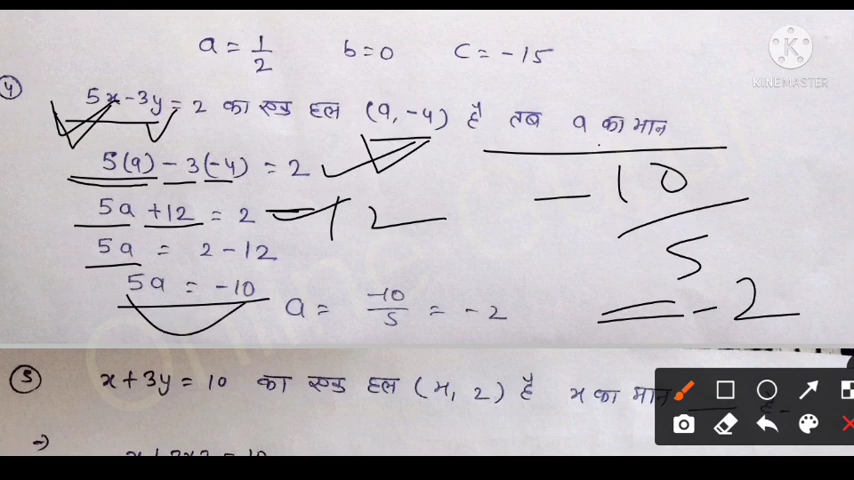 a = 1/2 b = 0 c = -15
KINEMASTER
4 5x - 3y = 2 का एक हल (a, -4) है तब a का मान
5(a) - 3(-4) = 2
5a + 12 = 2 - 12
5a = 2 - 12
5a = -10 a = -10/5 = -2
-10/5
= -2
5 x + 3y = 10 का एक हल (x, 2) है x का मान